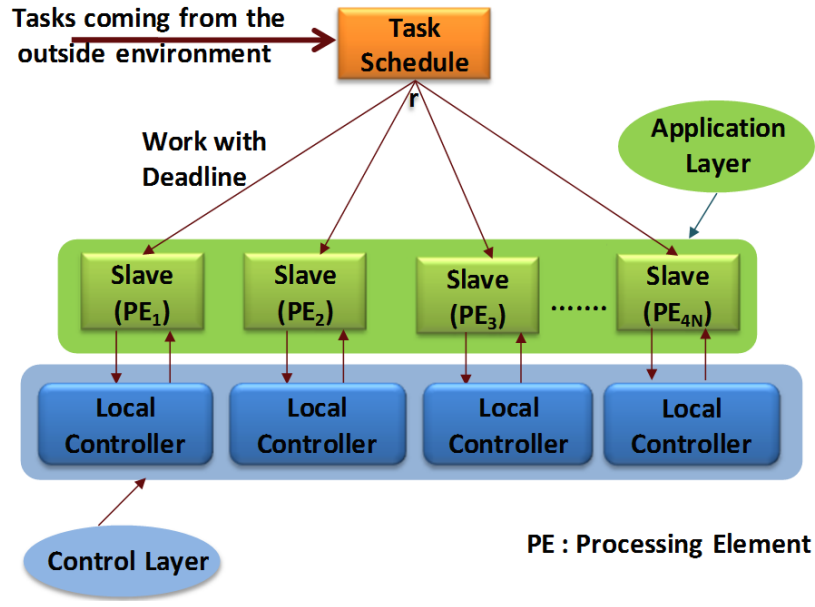 Tasks coming from the
outside environment
Task
Schedule
r
Work with
Deadline
Application
Layer
Slave
(PE₁)
Slave
(PE₂)
Slave
(PE₃)
.......
Slave
(PE₄N)
Local
Controller
Local
Controller
Local
Controller
Local
Controller
Control Layer
PE : Processing Element